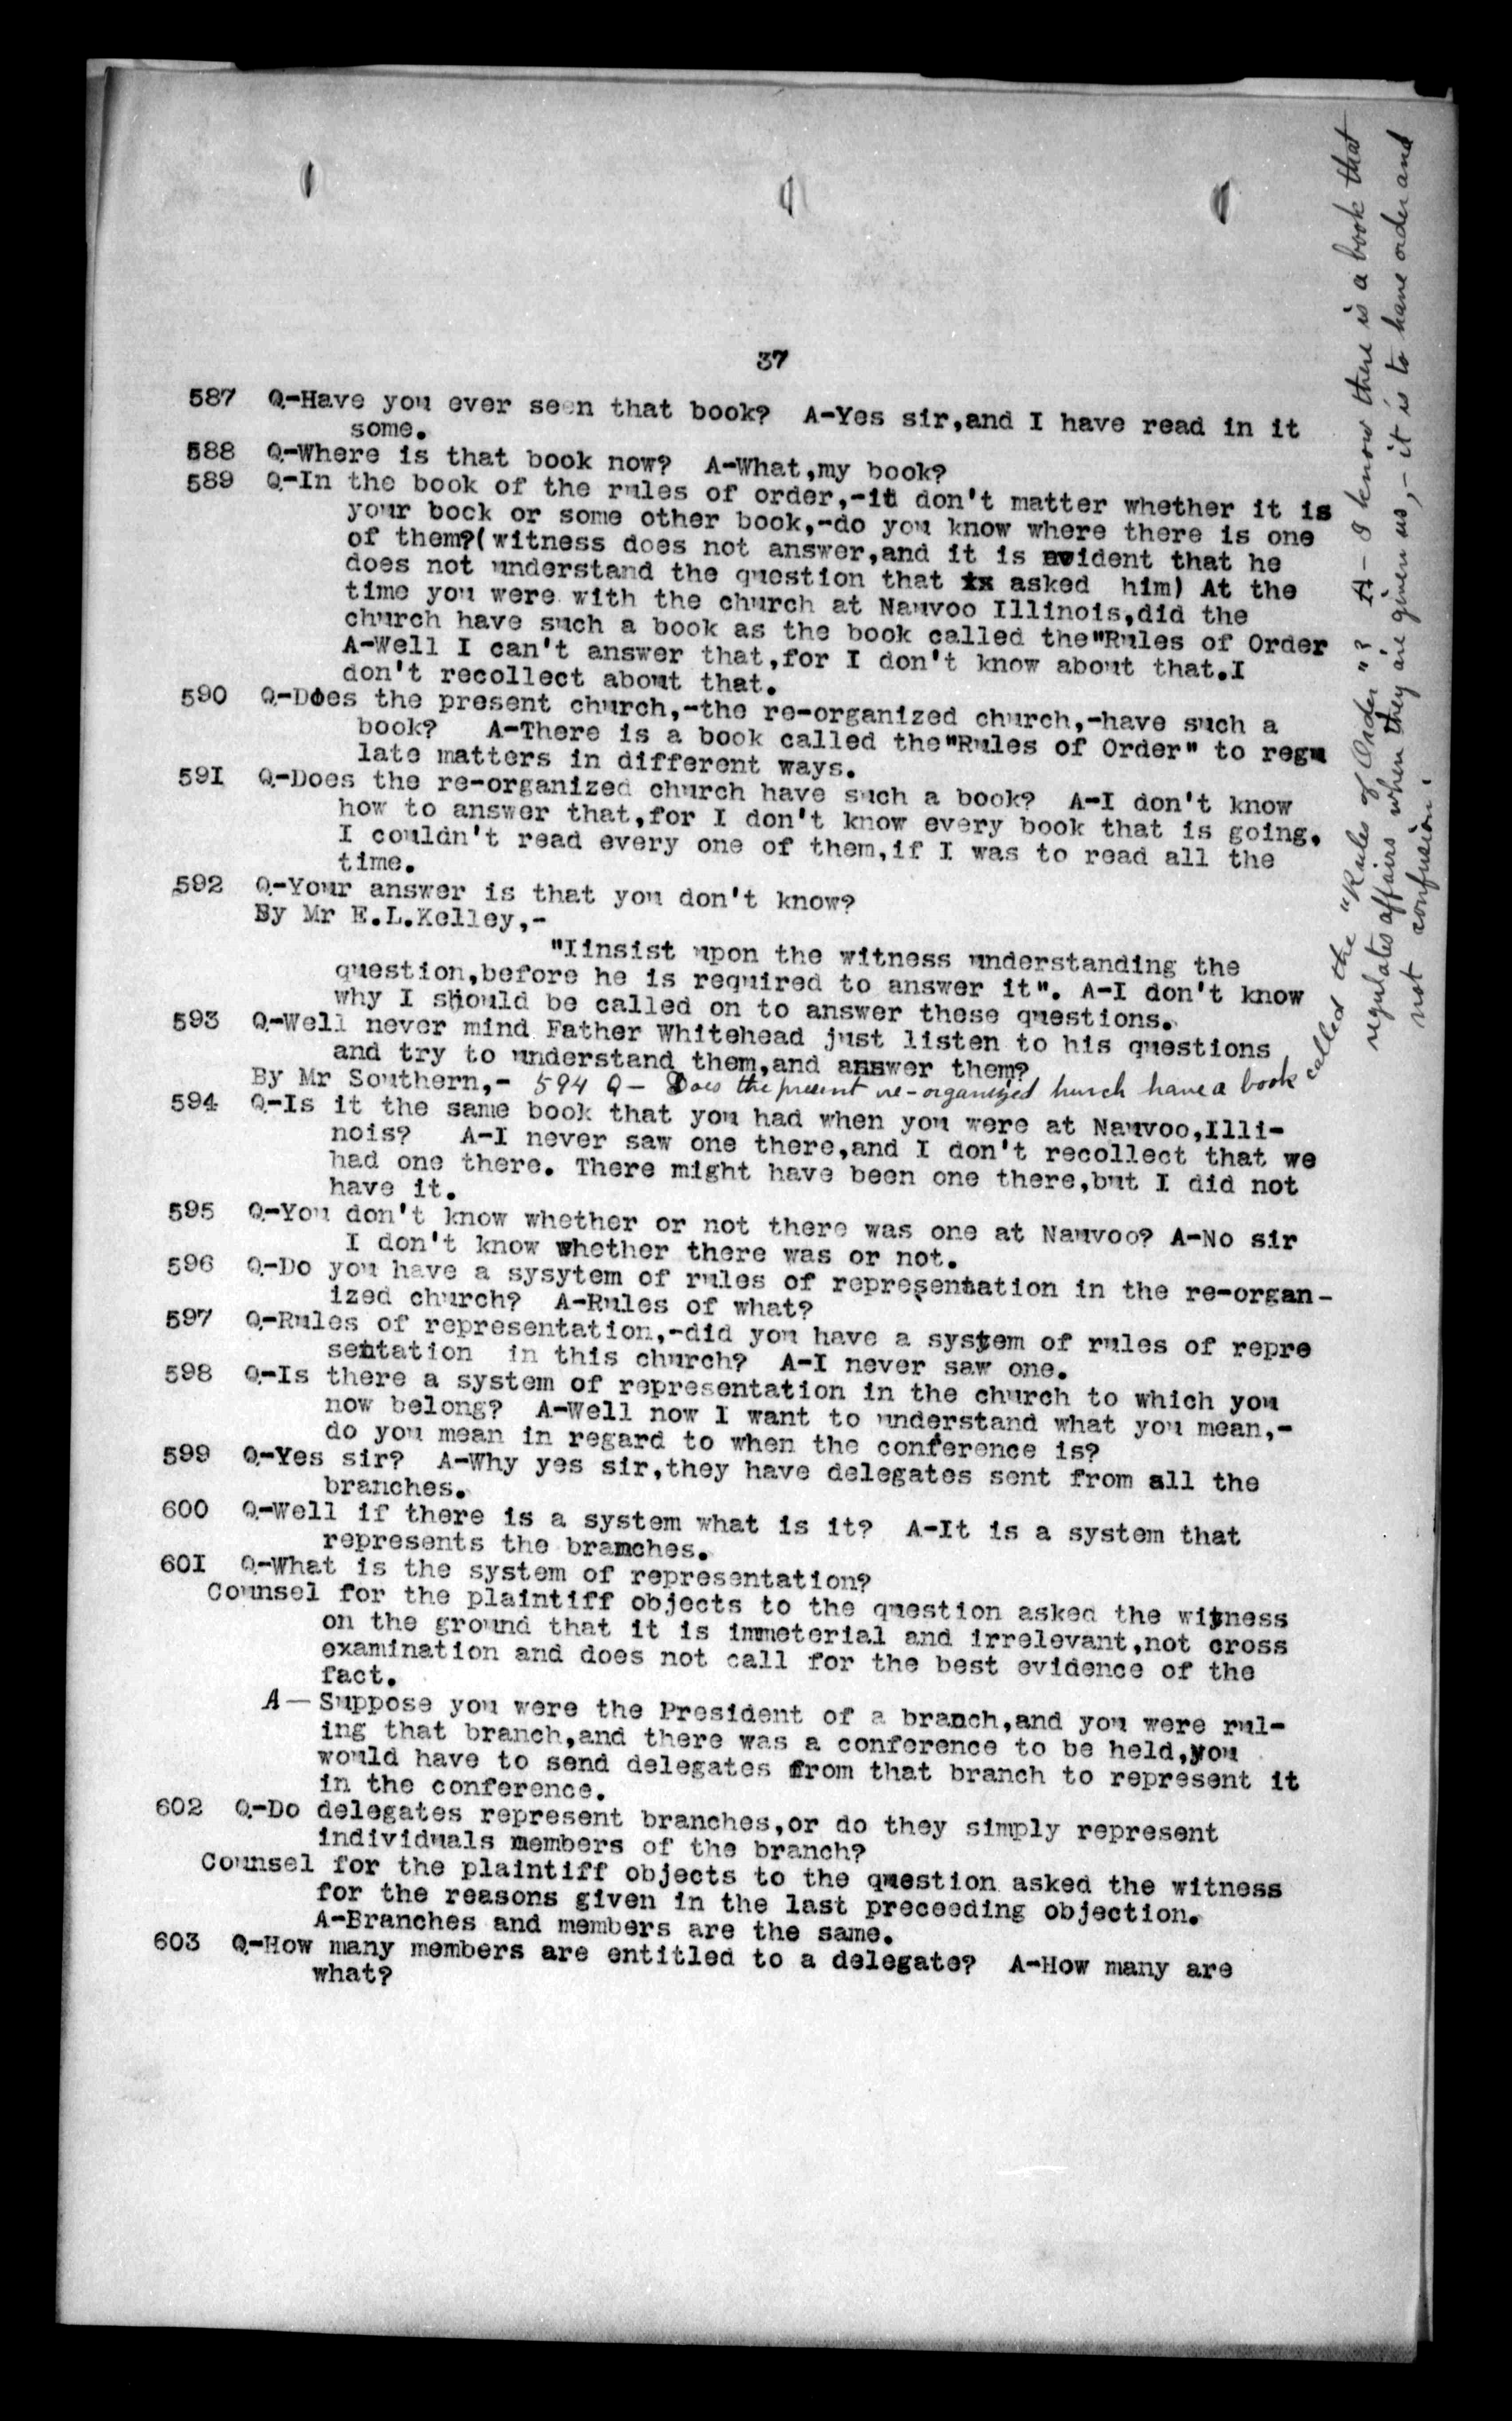 37
587 Q-Have you ever seen that book? A-Yes sir,and I have read in it
some.
588 Q-Where is that book now? A-What,my book?
589 Q-In the book of the rules of order,-it don't matter whether it is
your book or some other book,-do you know where there is one
of them?(witness does not answer,and it is evident that he
does not understand the question that is asked him) At the
time you were with the church at Nauvoo Illinois,did the
church have such a book as the book called the"Rules of Order
A-Well I can't answer that,for I don't know about that.I
don't recollect about that.
590 Q-Does the present church,-the re-organized church,-have such a
book? A-There is a book called the"Rules of Order" to regu
late matters in different ways.
591 Q-Does the re-organized church have such a book? A-I don't know
how to answer that,for I don't know every book that is going.
I couldn't read every one of them,if I was to read all the
time.
592 Q-Your answer is that you don't know?
By Mr E.L.Kelley,-
"Iinsist upon the witness understanding the
question,before he is required to answer it". A-I don't know
why I should be called on to answer these questions.
593 Q-Well never mind Father Whitehead just listen to his questions
and try to understand them,and answer them?
By Mr Southern,- 594 Q- Does the present re-organized hurch have a book
called the "Rules of Order"? A- I know there is a book that
regulates affairs when they are given us,- it is to have order and
not confusion.
594 Q-Is it the same book that you had when you were at Nauvoo,Illi-
nois? A-I never saw one there,and I don't recollect that we
had one there. There might have been one there,but I did not
have it.
595 Q-You don't know whether or not there was one at Nauvoo? A-No sir
I don't know whether there was or not.
596 Q-Do you have a sysytem of rules of representation in the re-organ-
ized church? A-Rules of what?
597 Q-Rules of representation,-did you have a system of rules of repre
sentation in this church? A-I never saw one.
598 Q-Is there a system of representation in the church to which you
now belong? A-Well now I want to understand what you mean,-
do you mean in regard to when the conference is?
599 Q-Yes sir? A-Why yes sir,they have delegates sent from all the
branches.
600 Q-Well if there is a system what is it? A-It is a system that
represents the branches.
601 Q-What is the system of representation?
Counsel for the plaintiff objects to the question asked the witness
on the ground that it is immeterial and irrelevant,not cross
examination and does not call for the best evidence of the
fact.
A-Suppose you were the President of a branch,and you were rul-
ing that branch,and there was a conference to be held,you
would have to send delegates from that branch to represent it
in the conference.
602 Q-Do delegates represent branches,or do they simply represent
individuals members of the branch?
Counsel for the plaintiff objects to the question asked the witness
for the reasons given in the last preceeding objection.
A-Branches and members are the same.
603 Q-How many members are entitled to a delegate? A-How many are
what?